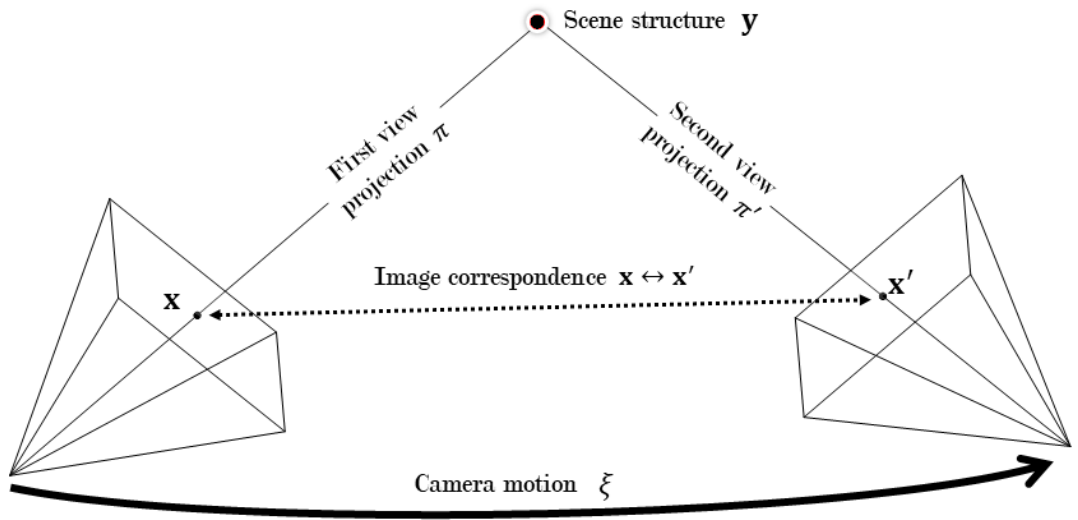 Scene structure y
First view
projection π
Second view
projection π′
x
Image correspondence x ↔ x′
x′
Camera motion ξ